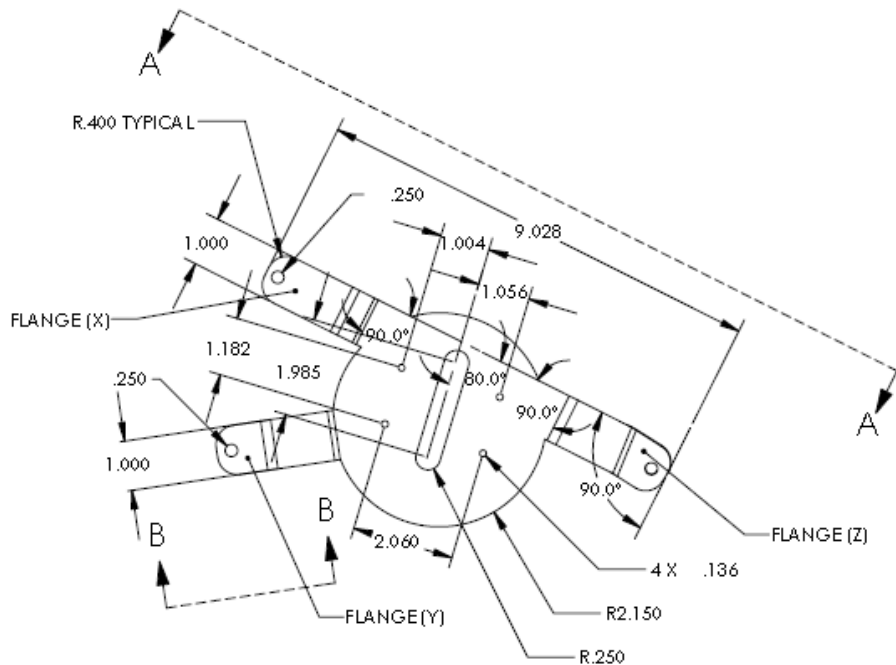 A
R.400 TYPICAL
.250
9.028
1.000
1.004
1.056
FLANGE (X)
90.0°
1.182
1.985
80.0°
.250
90.0°
A
1.000
90.0°
B
B
2.060
FLANGE (Z)
4 X .136
R2.150
FLANGE (Y)
R.250